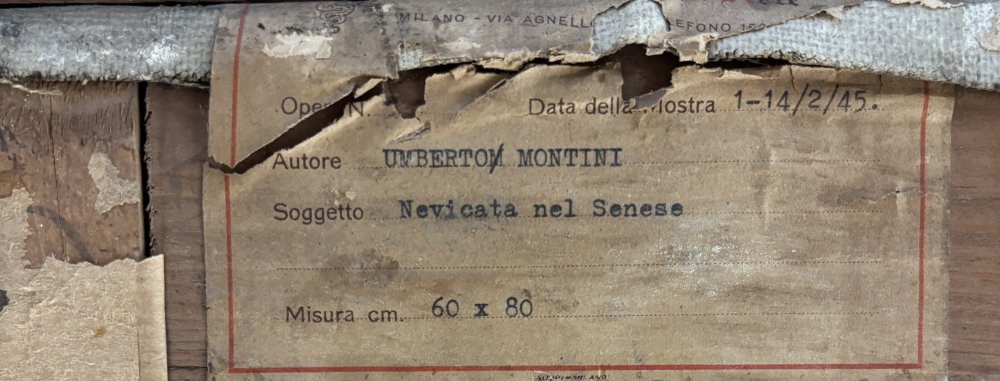 MILANO - VIA AGNELLO
Opera N. Data della Mostra 1-14/2/45.
Autore UMBERTO MONTINI
Soggetto Nevicata nel Senese
Misura cm. 60 x 80